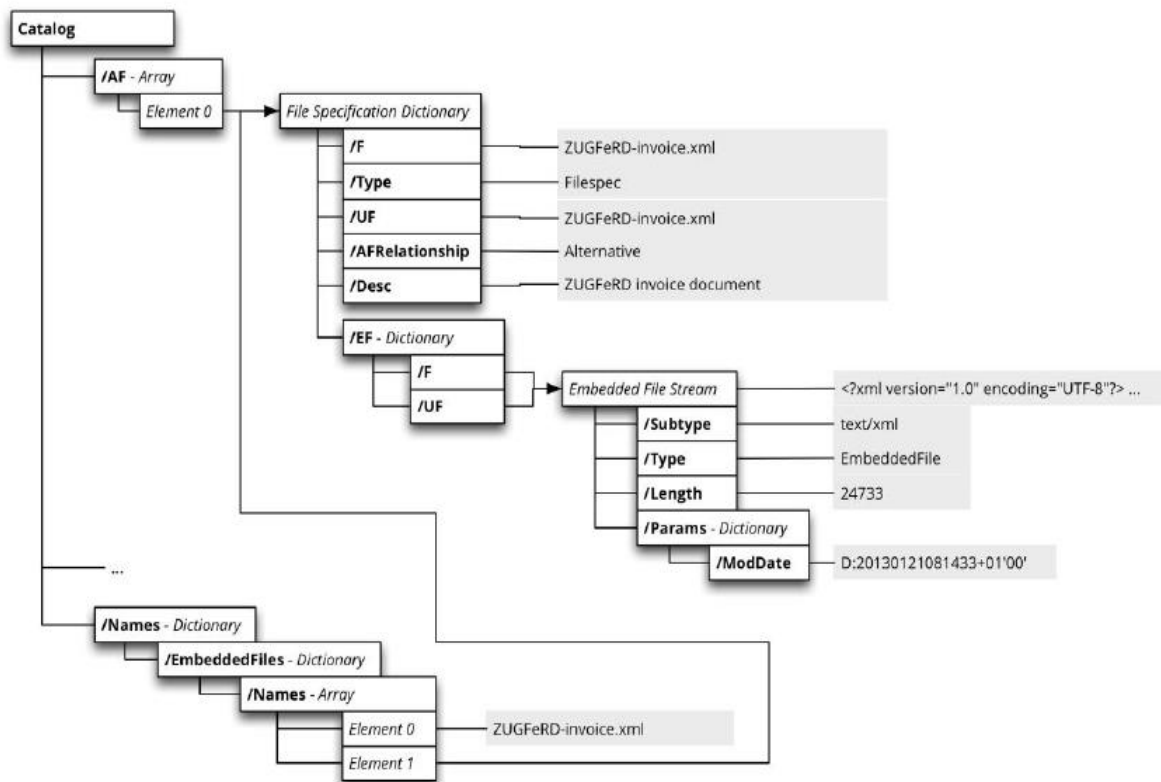 Catalog
/AF - Array
Element 0
File Specification Dictionary
/F
ZUGFeRD-invoice.xml
/Type
Filespec
/UF
ZUGFeRD-invoice.xml
/AFRelationship
Alternative
/Desc
ZUGFeRD invoice document
/EF - Dictionary
/F
/UF
Embedded File Stream
<?xml version="1.0" encoding="UTF-8"?> ...
/Subtype
text/xml
/Type
EmbeddedFile
/Length
24733
/Params - Dictionary
/ModDate
D:20130121081433+01'00'
...
/Names - Dictionary
/EmbeddedFiles - Dictionary
/Names - Array
Element 0
ZUGFeRD-invoice.xml
Element 1